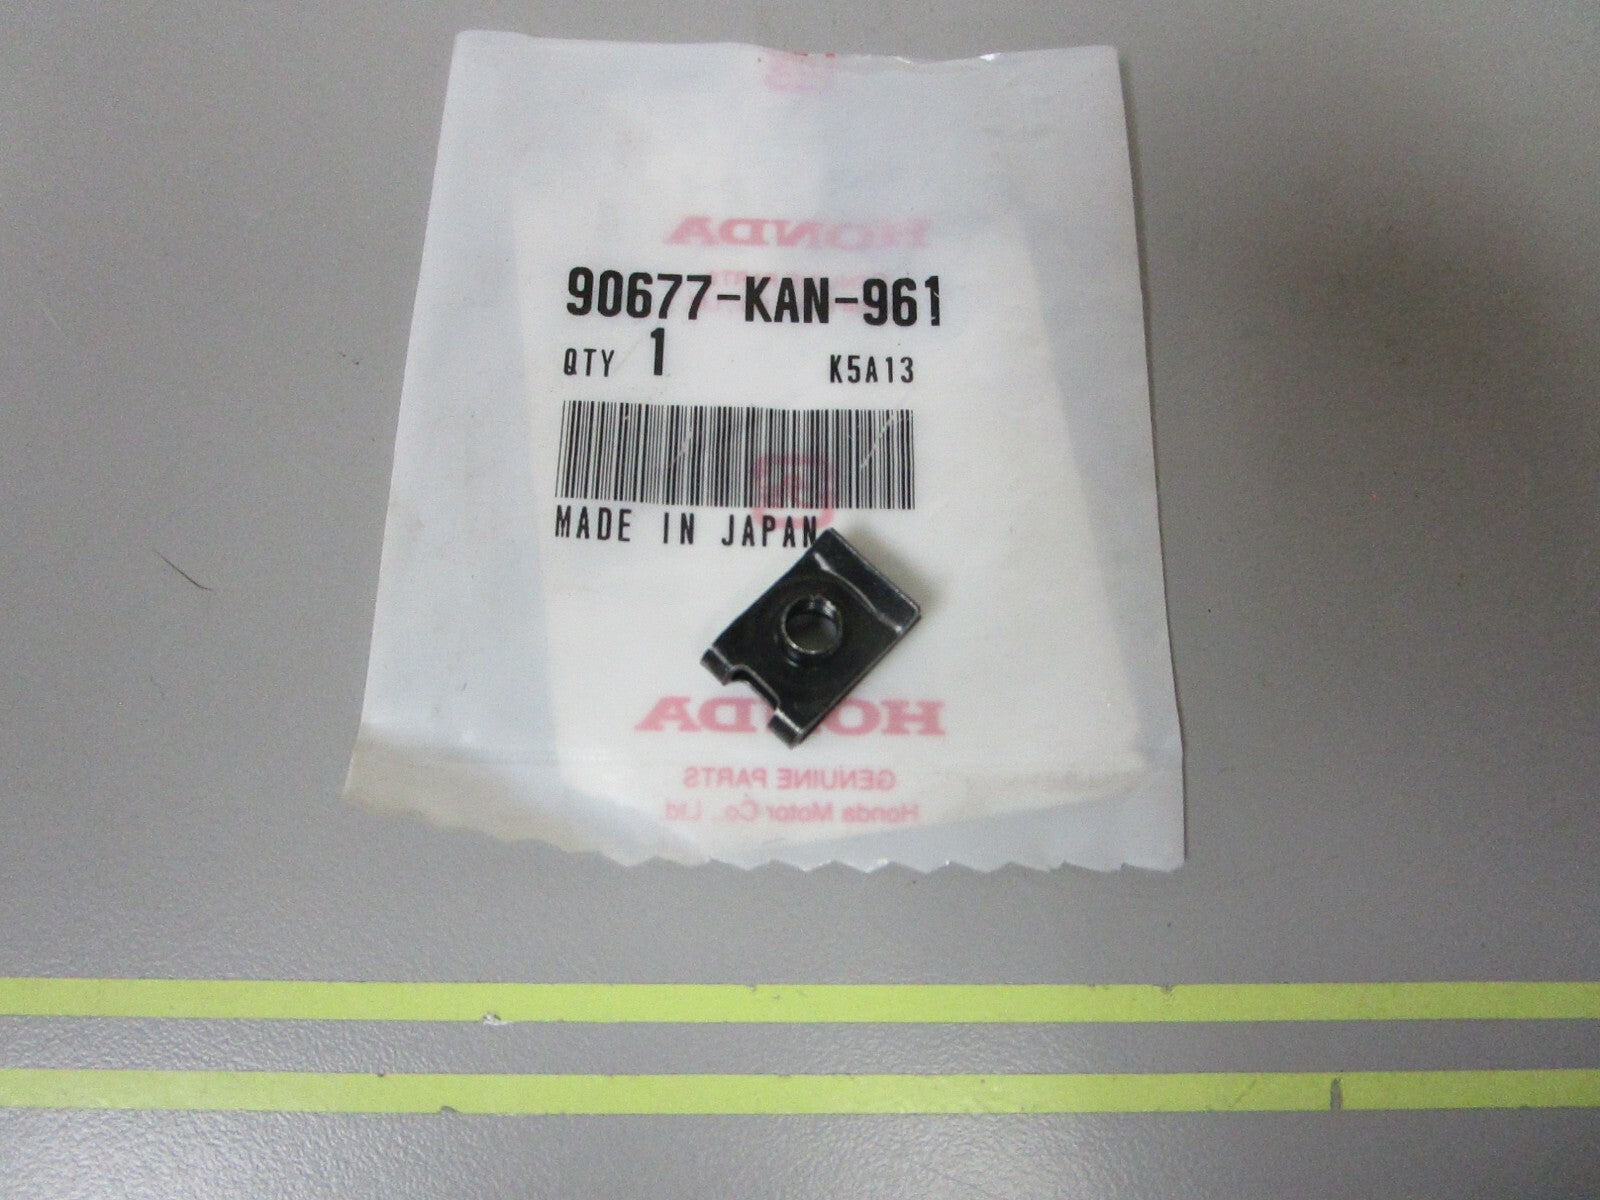 HONDA
90677-KAN-961
QTY 1 K5A13
MADE IN JAPAN
HONDA
GENUINE PARTS
Honda Motor Co., Ltd.